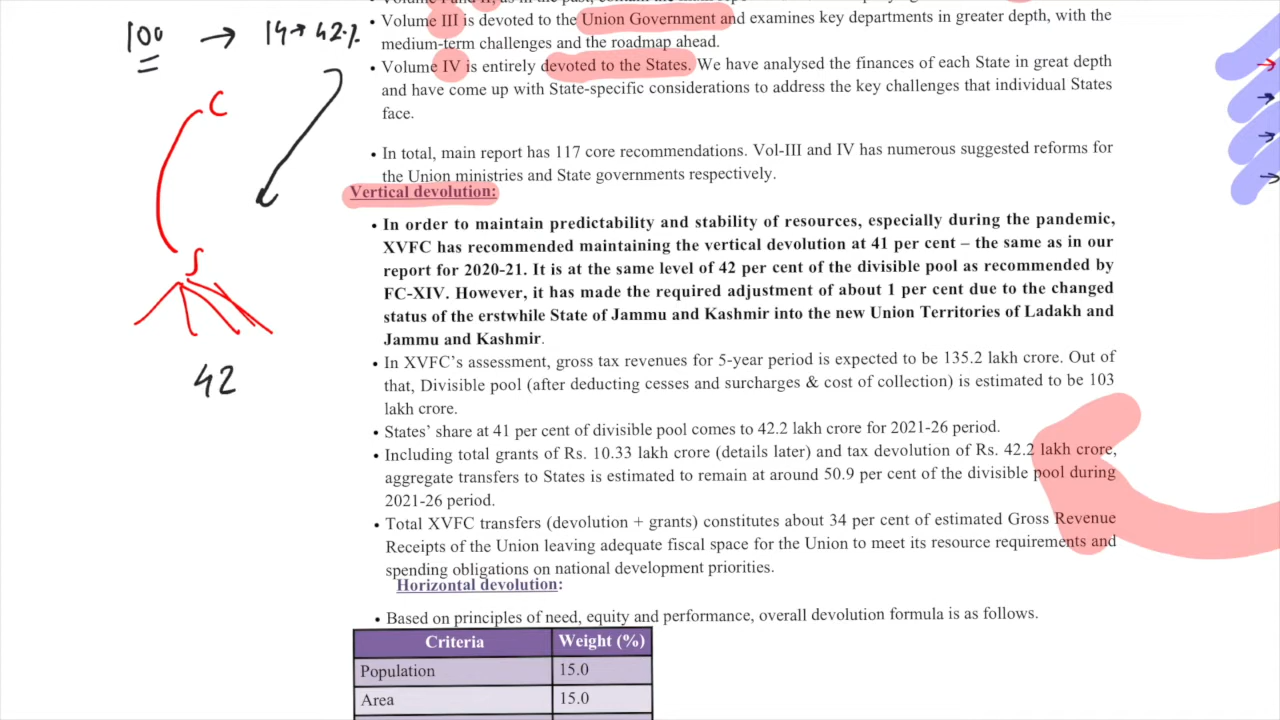 • Volume III is devoted to the Union Government and examines key departments in greater depth, with the
medium-term challenges and the roadmap ahead.
• Volume IV is entirely devoted to the States. We have analysed the finances of each State in great depth
and have come up with State-specific considerations to address the key challenges that individual States
face.
• In total, main report has 117 core recommendations. Vol-III and IV has numerous suggested reforms for
the Union ministries and State governments respectively.
Vertical devolution:
• In order to maintain predictability and stability of resources, especially during the pandemic,
XVFC has recommended maintaining the vertical devolution at 41 per cent – the same as in our
report for 2020-21. It is at the same level of 42 per cent of the divisible pool as recommended by
FC-XIV. However, it has made the required adjustment of about 1 per cent due to the changed
status of the erstwhile State of Jammu and Kashmir into the new Union Territories of Ladakh and
Jammu and Kashmir.
• In XVFC’s assessment, gross tax revenues for 5-year period is expected to be 135.2 lakh crore. Out of
that, Divisible pool (after deducting cesses and surcharges & cost of collection) is estimated to be 103
lakh crore.
• States’ share at 41 per cent of divisible pool comes to 42.2 lakh crore for 2021-26 period.
• Including total grants of Rs. 10.33 lakh crore (details later) and tax devolution of Rs. 42.2 lakh crore,
aggregate transfers to States is estimated to remain at around 50.9 per cent of the divisible pool during
2021-26 period.
• Total XVFC transfers (devolution + grants) constitutes about 34 per cent of estimated Gross Revenue
Receipts of the Union leaving adequate fiscal space for the Union to meet its resource requirements and
spending obligations on national development priorities.
Horizontal devolution:
• Based on principles of need, equity and performance, overall devolution formula is as follows.
Criteria Weight (%)
Population 15.0
Area 15.0
100 → 14 → 42%
C
S
42